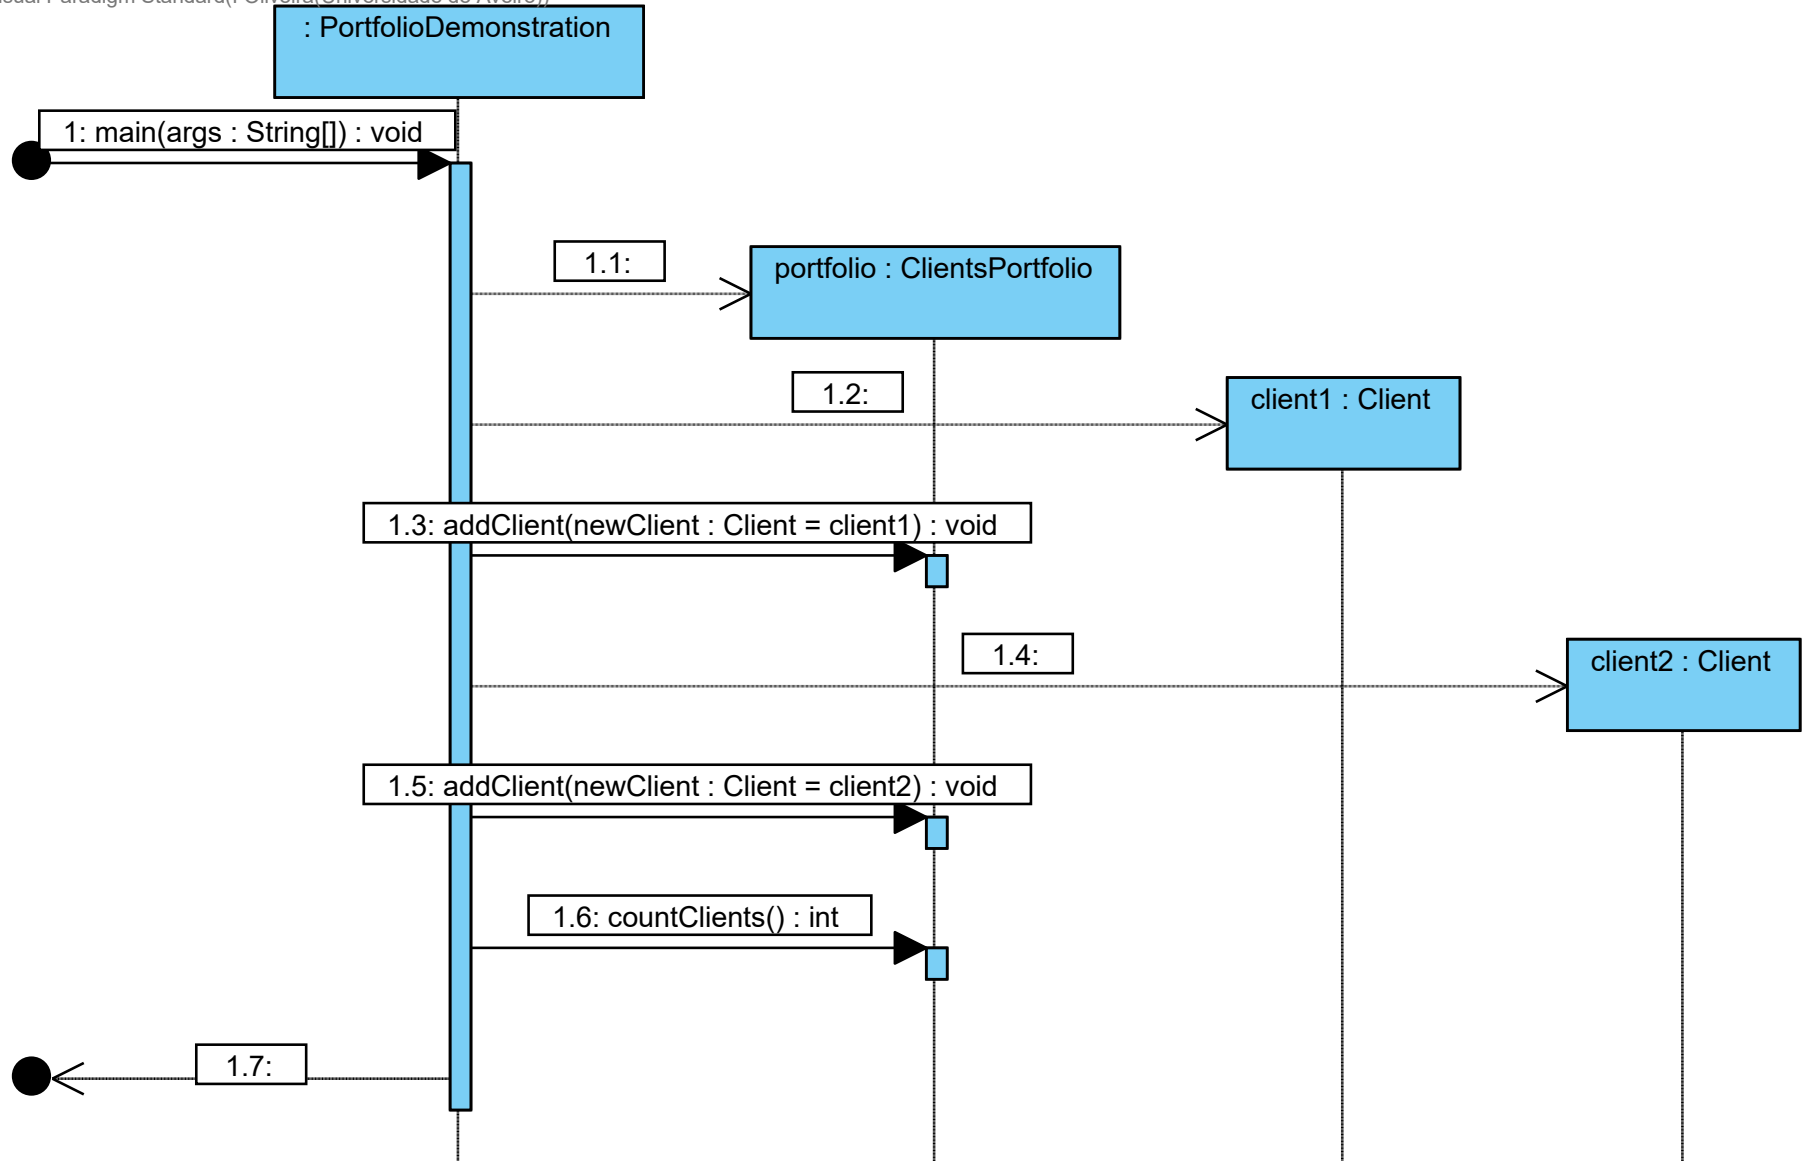 Paradigm Standard(
: PortfolioDemonstration
1: main(args : String[]) : void
1.1:
portfolio : ClientsPortfolio
1.2:
client1 : Client
1.3: addClient(newClient : Client = client1) : void
1.4:
client2 : Client
1.5: addClient(newClient : Client = client2) : void
1.6: countClients() : int
1.7: